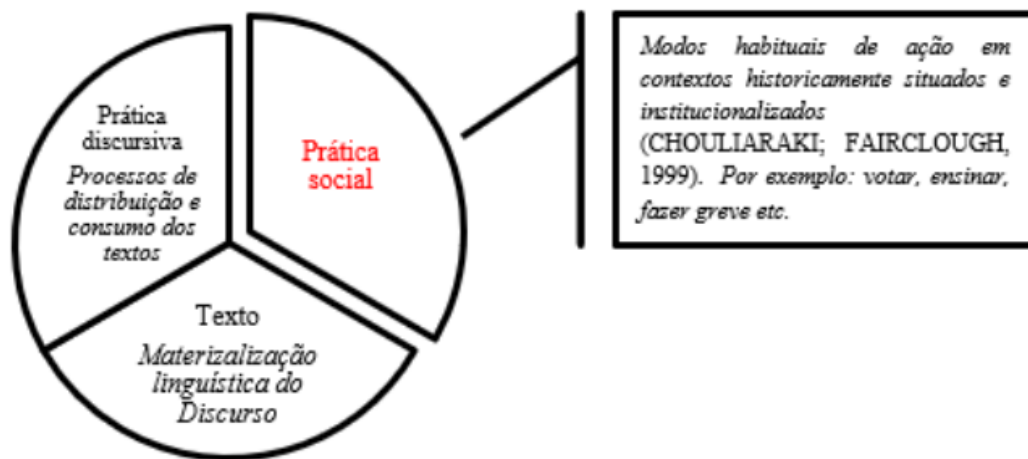 Prática
discursiva
Processos de
distribuição e
consumo dos
textos
Prática
social
Texto
Materizalização
linguística do
Discurso
Modos habituais de ação em
contextos historicamente situados e
institucionalizados
(CHOULIARAKI; FAIRCLOUGH,
1999). Por exemplo: votar, ensinar,
fazer greve etc.